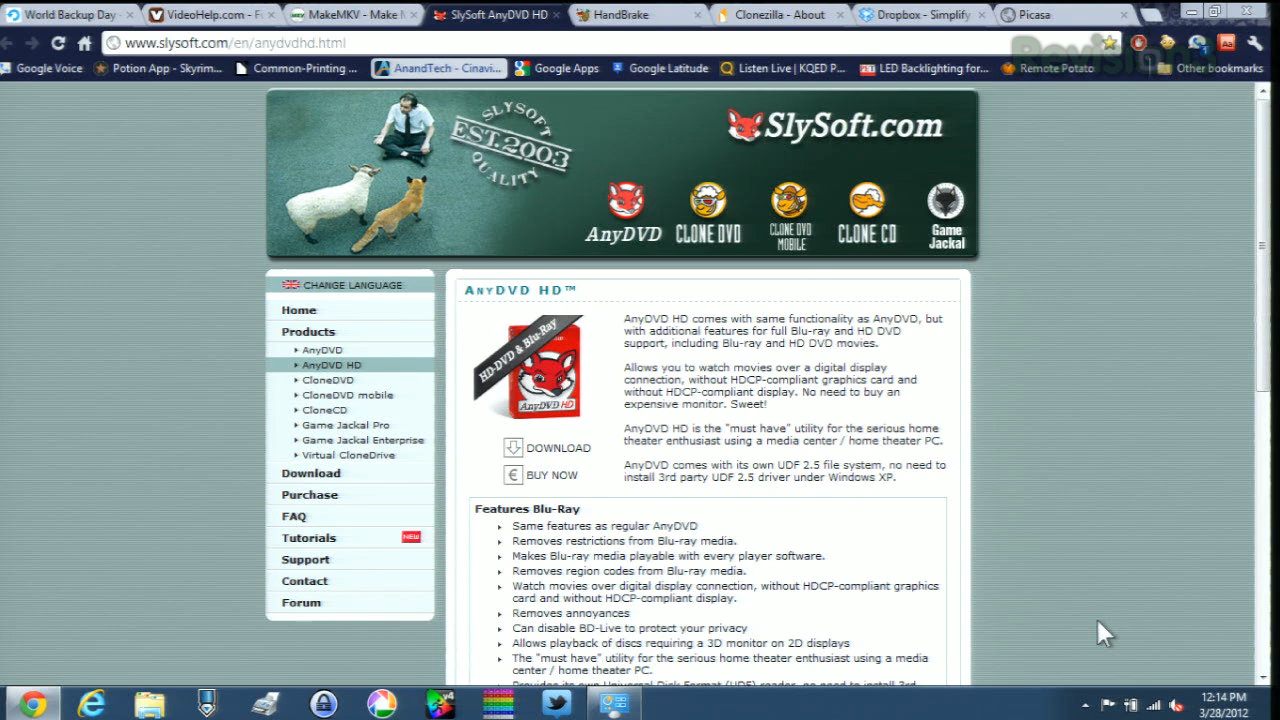 World Backup Day -
VideoHelp.com - F
MakeMKV - Make M
SlySoft AnyDVD HD
HandBrake
Clonezilla - About
Dropbox - Simplify
Picasa
www.slysoft.com/en/anydvdhd.html
Google Voice
Potion App - Skyrim...
Common-Printing ...
AnandTech - Cinavi...
Google Apps
Google Latitude
Listen Live | KQED P...
LED Backlighting for...
Remote Potato
Other bookmarks
SLYSOFT
EST.2003
QUALITY
SlySoft.com
AnyDVD
CLONE DVD
CLONE DVD
MOBILE
CLONE CD
Game
Jackal
CHANGE LANGUAGE
Home
Products
AnyDVD
AnyDVD HD
CloneDVD
CloneDVD mobile
CloneCD
Game Jackal Pro
Game Jackal Enterprise
Virtual CloneDrive
Download
Purchase
FAQ
Tutorials NEW
Support
Contact
Forum
ANYDVD HD™
HD-DVD & Blu-Ray
AnyDVD HD
DOWNLOAD
€ BUY NOW
AnyDVD HD comes with same functionality as AnyDVD, but
with additional features for full Blu-ray and HD DVD
support, including Blu-ray and HD DVD movies.
Allows you to watch movies over a digital display
connection, without HDCP-compliant graphics card and
without HDCP-compliant display. No need to buy an
expensive monitor. Sweet!
AnyDVD HD is the "must have" utility for the serious home
theater enthusiast using a media center / home theater PC.
AnyDVD comes with its own UDF 2.5 file system, no need to
install 3rd party UDF 2.5 driver under Windows XP.
Features Blu-Ray
Same features as regular AnyDVD
Removes restrictions from Blu-ray media.
Makes Blu-ray media playable with every player software.
Removes region codes from Blu-ray media.
Watch movies over digital display connection, without HDCP-compliant graphics
card and without HDCP-compliant display.
Removes annoyances
Can disable BD-Live to protect your privacy
Allows playback of discs requiring a 3D monitor on 2D displays
The "must have" utility for the serious home theater enthusiast using a media
center / home theater PC.
Provides its own Universal Disk Format (UDF) reader, no need to install 3rd
12:14 PM
3/28/2012